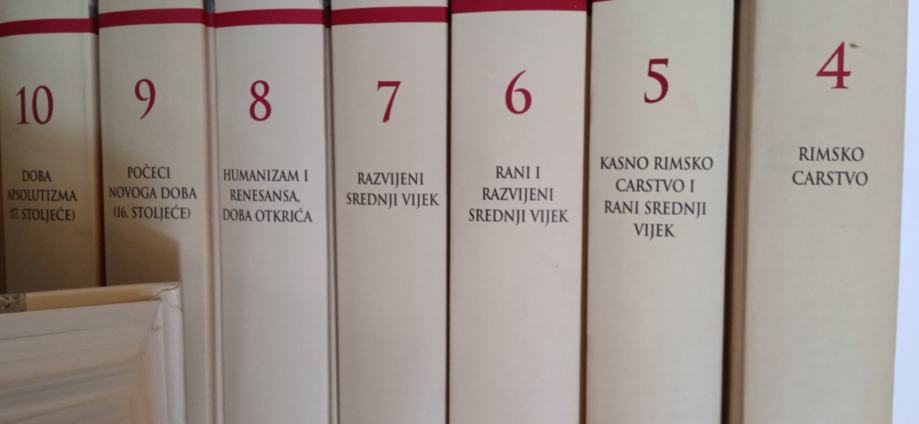 10
DOBA
APSOLUTIZMA
(17. STOLJEĆE)
9
POČECI
NOVOGA DOBA
(16. STOLJEĆE)
8
HUMANIZAM I
RENESANSA,
DOBA OTKRIĆA
7
RAZVIJENI
SREDNJI VIJEK
6
RANI I
RAZVIJENI
SREDNJI VIJEK
5
KASNO RIMSKO
CARSTVO I
RANI SREDNJI
VIJEK
4
RIMSKO
CARSTVO